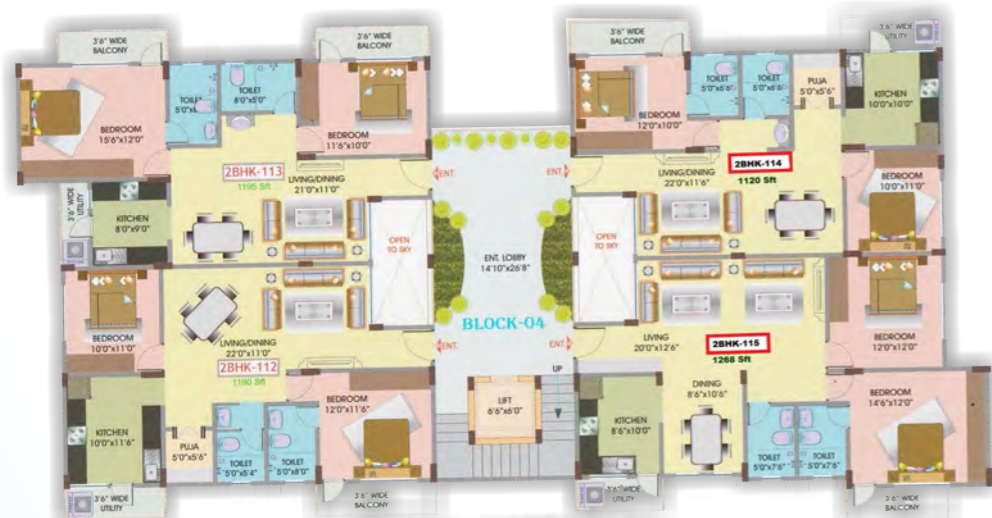 3'6" WIDE
BALCONY
BEDROOM
15'6"x12'0"
TOILET
TOILET
8'0"x5'0"
3'6" WIDE
BALCONY
BEDROOM
11'6"x10'0"
2BHK-113
1195 Sft
LIVING/DINING
21'0"x11'0"
3'6" WIDE
UTILITY
KITCHEN
8'0"x9'0"
OPEN
TO SKY
ENT.
3'6" WIDE
BALCONY
BEDROOM
12'0"x10'0"
TOILET
5'0"x6'6"
TOILET
5'0"x6'6"
PUJA
5'0"x5'6"
3'6" WIDE
UTILITY
KITCHEN
10'0"x10'0"
ENT.
LIVING/DINING
22'0"x11'6"
2BHK-114
1120 Sft
BEDROOM
10'0"x11'0"
OPEN
TO SKY
ENT. LOBBY
14'10"x26'8"
BLOCK-04
BEDROOM
10'0"x11'0"
LIVING/DINING
22'0"x11'0"
2BHK-112
1190 Sft
ENT.
KITCHEN
10'0"x11'6"
PUJA
5'0"x5'6"
TOILET
5'0"x5'4"
TOILET
5'0"x8'0"
BEDROOM
12'0"x11'6"
3'6" WIDE
UTILITY
3'6" WIDE
BALCONY
LIFT
6'6"x6'0"
UP
ENT.
LIVING
20'0"x12'6"
2BHK-115
1268 Sft
BEDROOM
12'0"x12'0"
DINING
8'6"x10'6"
KITCHEN
8'6"x10'0"
TOILET
5'0"x7'6"
TOILET
5'0"x7'6"
BEDROOM
14'6"x12'0"
3'6" WIDE
UTILITY
3'6" WIDE
BALCONY